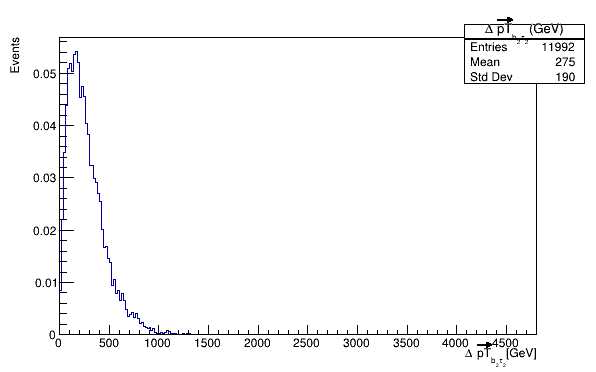 Δ pT b₂τ₂ (GeV)
Entries 11992
Mean 275
Std Dev 190
Events
0.05
0.04
0.03
0.02
0.01
0
0 500 1000 1500 2000 2500 3000 3500 4000 4500
Δ pT b₂τ₂ [GeV]